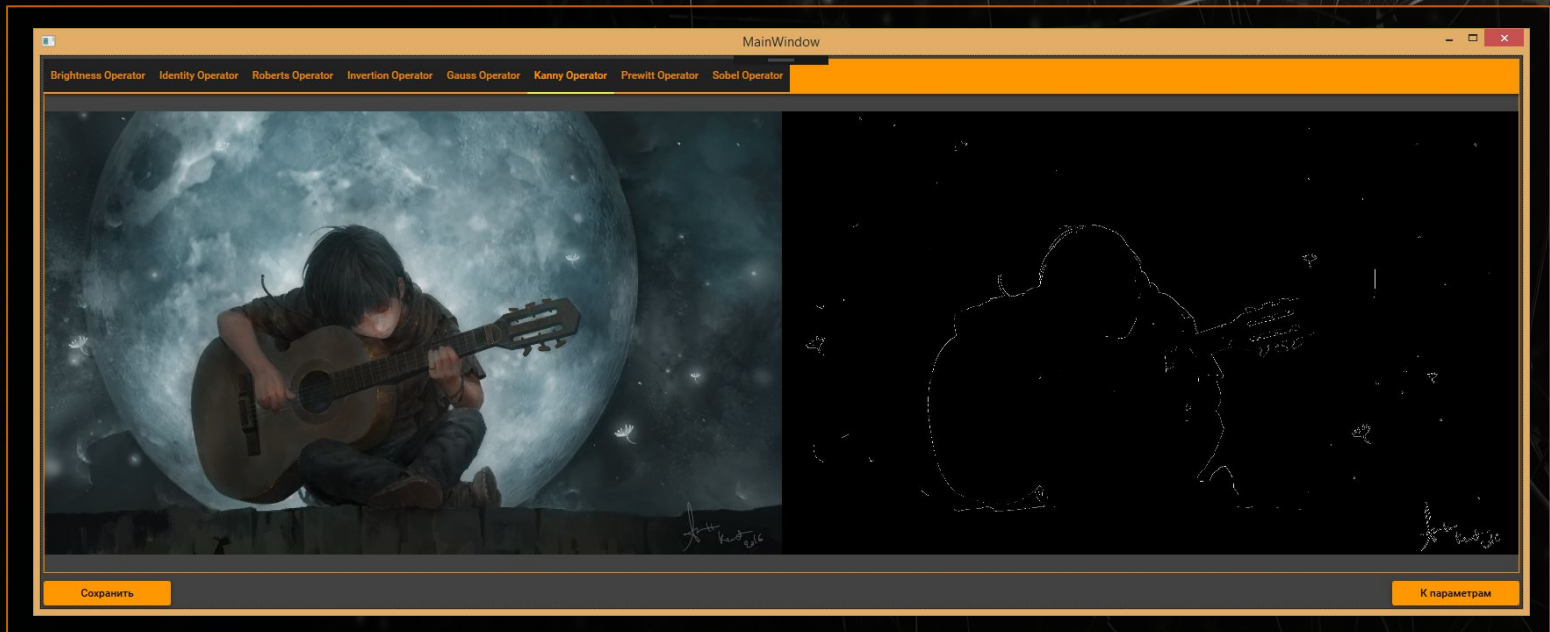 MainWindow
Brightness Operator Identity Operator Roberts Operator Invertion Operator Gauss Operator Kanny Operator Prewitt Operator Sobel Operator
2016
Сохранить К параметрам